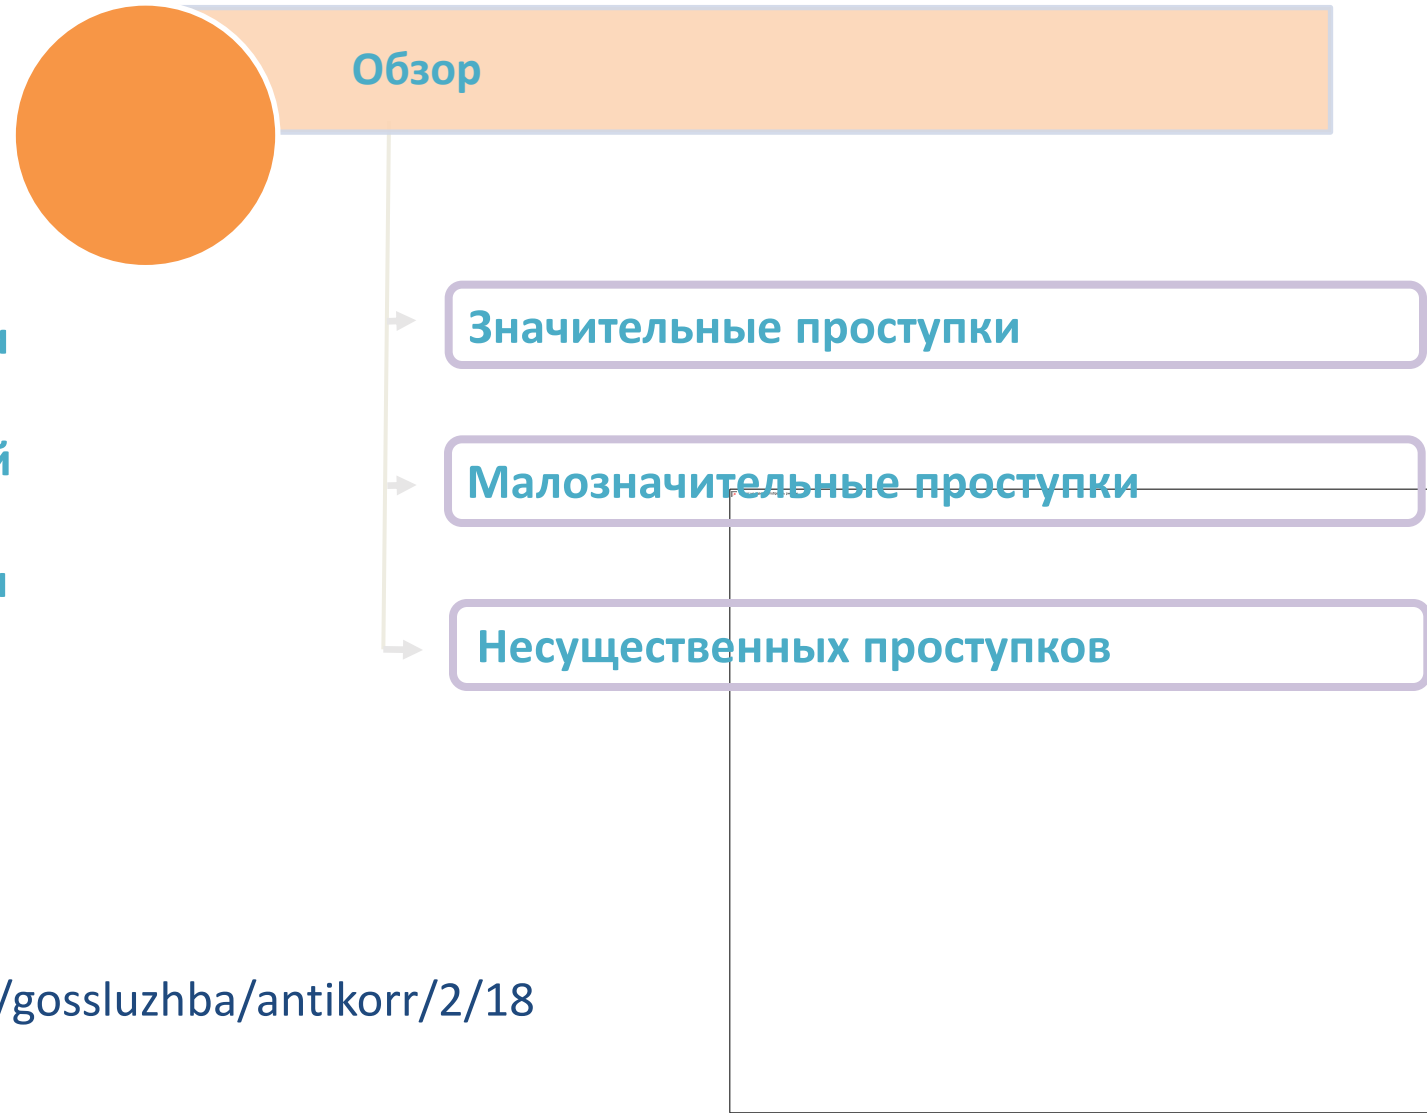 Обзор
Значительные проступки
Малозначительные проступки
Несущественных проступков
/gossluzhba/antikorr/2/18